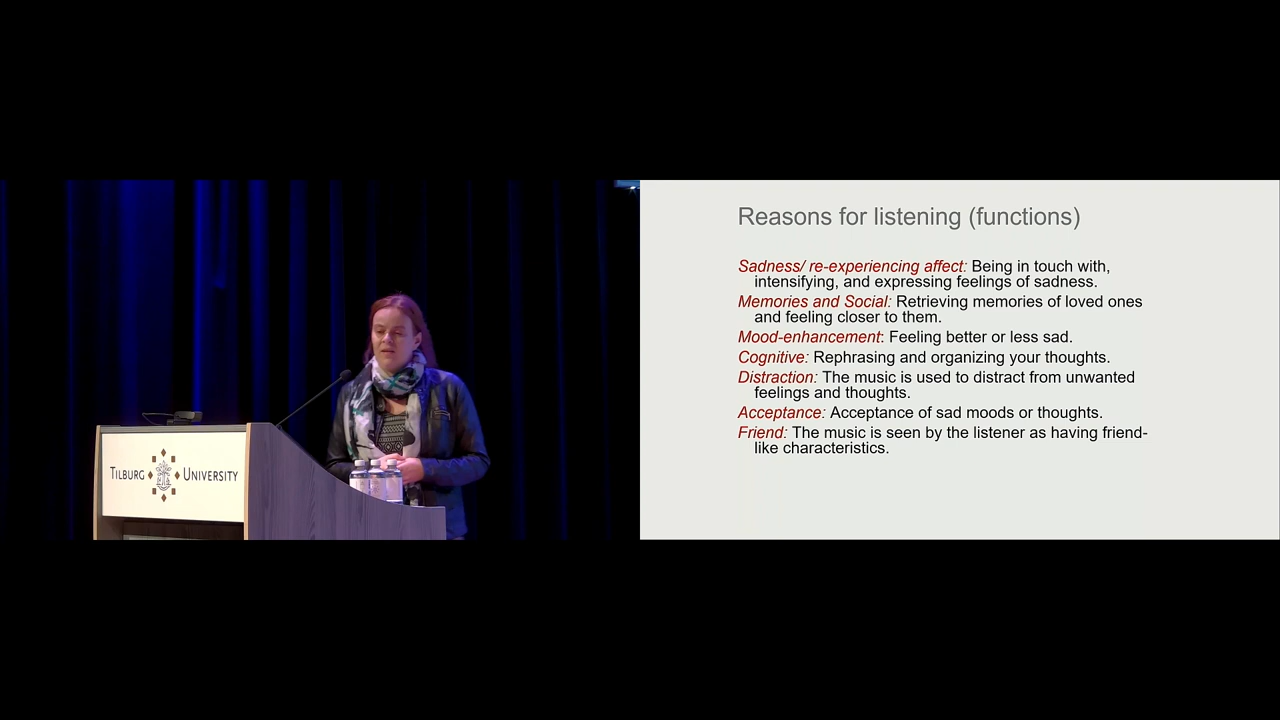 TILBURG UNIVERSITY
Reasons for listening (functions)
Sadness/ re-experiencing affect: Being in touch with,
intensifying, and expressing feelings of sadness.
Memories and Social: Retrieving memories of loved ones
and feeling closer to them.
Mood-enhancement: Feeling better or less sad.
Cognitive: Rephrasing and organizing your thoughts.
Distraction: The music is used to distract from unwanted
feelings and thoughts.
Acceptance: Acceptance of sad moods or thoughts.
Friend: The music is seen by the listener as having friend-
like characteristics.